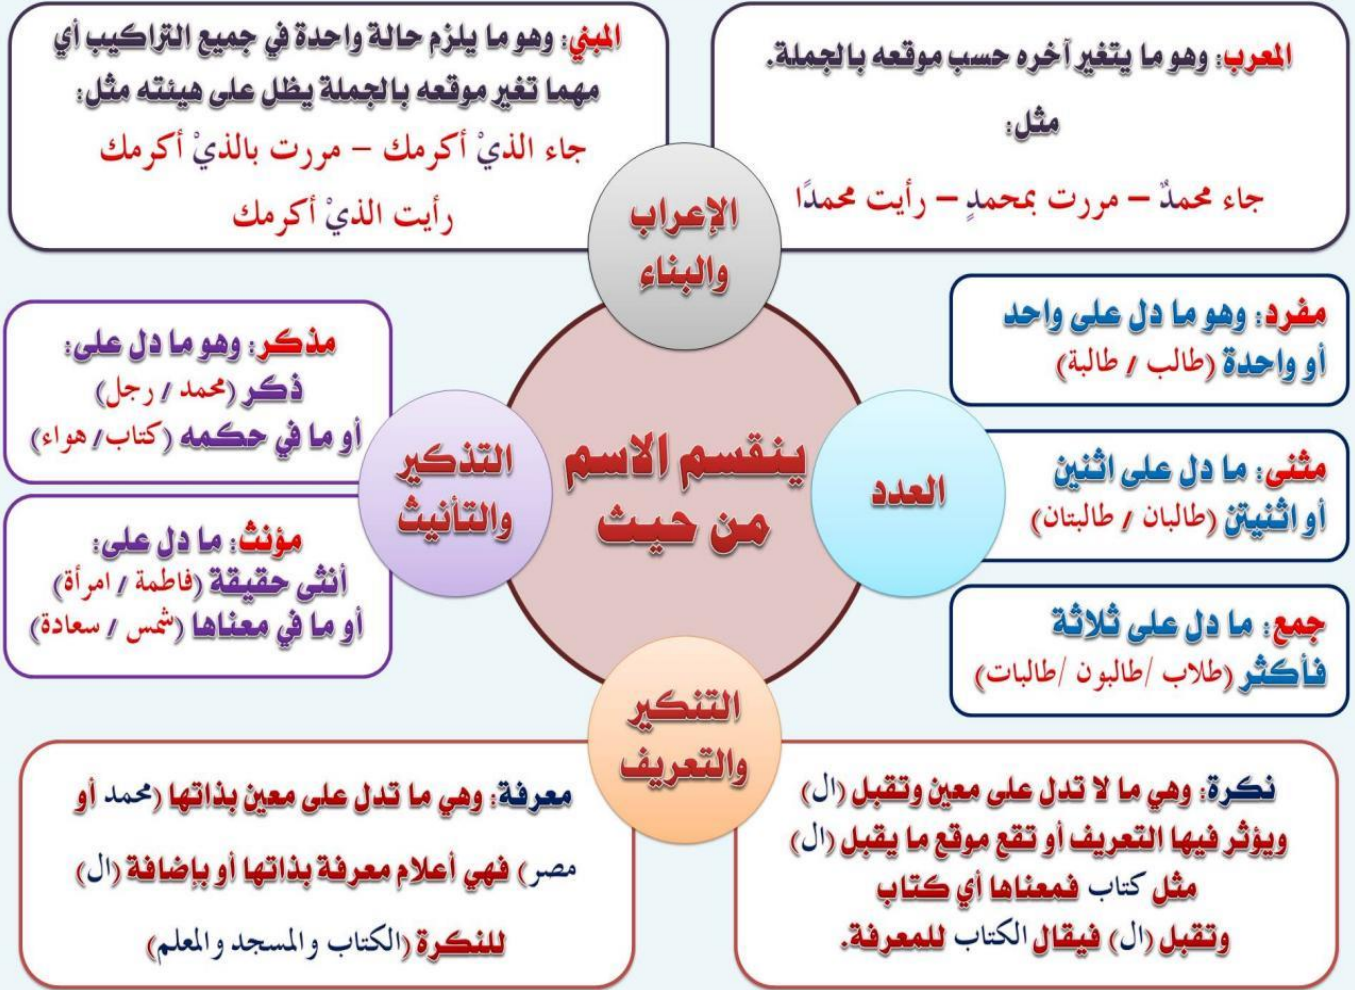 المعرب: وهو ما يتغير آخره حسب موقعه بالجملة.
مثل:
جاء محمدٌ – مررت بمحمدٍ – رأيت محمدًا
المبني: وهو ما يلزم حالة واحدة في جميع التراكيب أي
مهما تغير موقعه بالجملة يظل على هيئته مثل:
جاء الذيْ أكرمك – مررت بالذيْ أكرمك
رأيت الذيْ أكرمك
الإعراب
والبناء
مفرد: وهو ما دل على واحد
أو واحدة (طالب / طالبة)
مثنى: ما دل على اثنين
أو اثنيتن (طالبان / طالبتان)
جمع: ما دل على ثلاثة
فأكثر (طلاب /طالبون /طالبات)
العدد
ينقسم الاسم
من حيث
التذكير
والتأنيث
مذكر: وهو ما دل على:
ذكر (محمد / رجل)
أو ما في حكمه (كتاب/ هواء)
مؤنث: ما دل على:
أنثى حقيقة (فاطمة / امرأة)
أو ما في معناها (شمس / سعادة)
التنكير
والتعريف
نكرة: وهي ما لا تدل على معين وتقبل (ال)
ويؤثر فيها التعريف أو تقع موقع ما يقبل (ال)
مثل كتاب فمعناها أي كتاب
وتقبل (ال) فيقال الكتاب للمعرفة.
معرفة: وهي ما تدل على معين بذاتها (محمد أو
مصر) فهي أعلام معرفة بذاتها أو بإضافة (ال)
للنكرة (الكتاب والمسجد والمعلم)